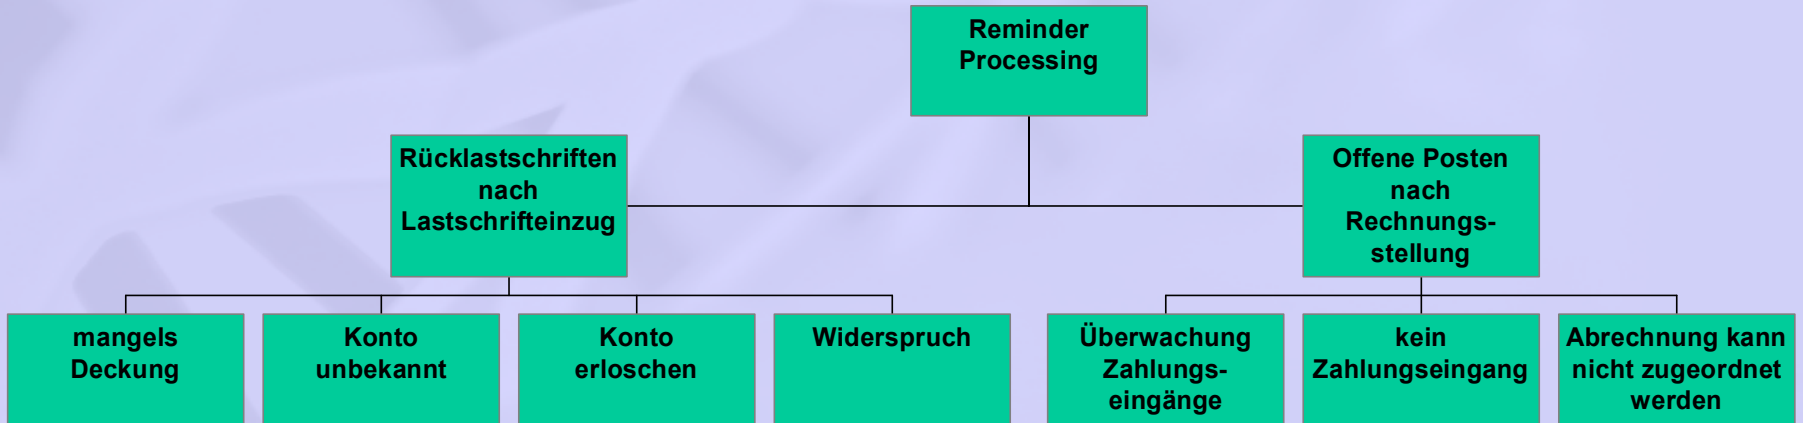 Reminder
Processing
Rücklastschriften
nach
Lastschrifteinzug
Offene Posten
nach
Rechnungs-
stellung
mangels
Deckung
Konto
unbekannt
Konto
erloschen
Widerspruch
Überwachung
Zahlungs-
eingänge
kein
Zahlungseingang
Abrechnung kann
nicht zugeordnet
werden